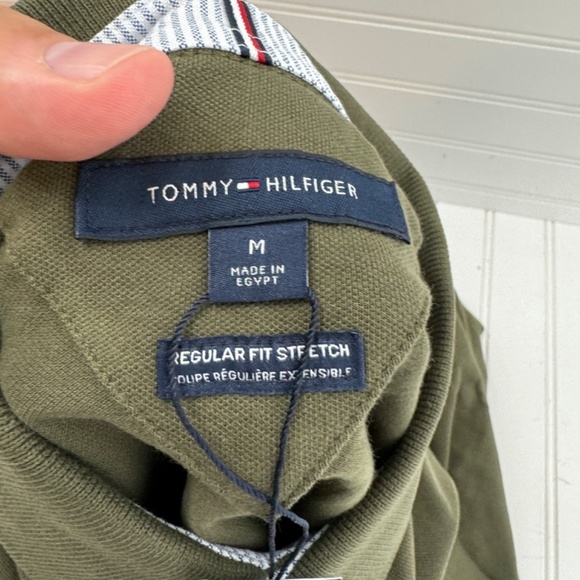 TOMMY HILFIGER
M
MADE IN
EGYPT
REGULAR FIT STRETCH
COUPE RÉGULIÈRE EXTENSIBLE